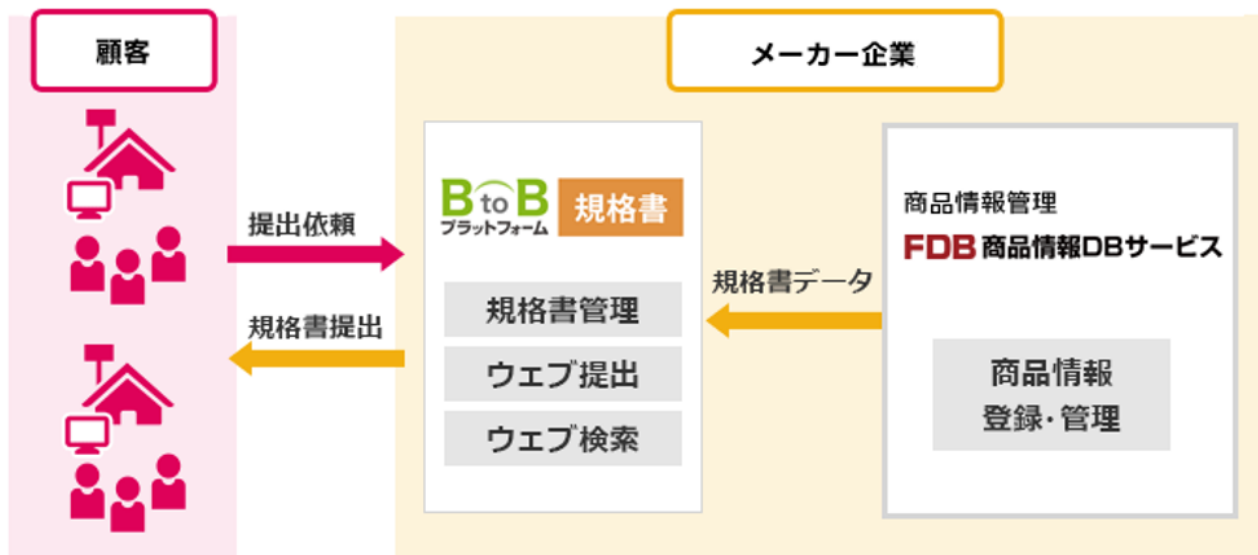 顧客
メーカー企業
提出依頼
規格書提出
BtoB
プラットフォーム
規格書
規格書管理
ウェブ提出
ウェブ検索
規格書データ
商品情報管理
FDB 商品情報DBサービス
商品情報
登録・管理